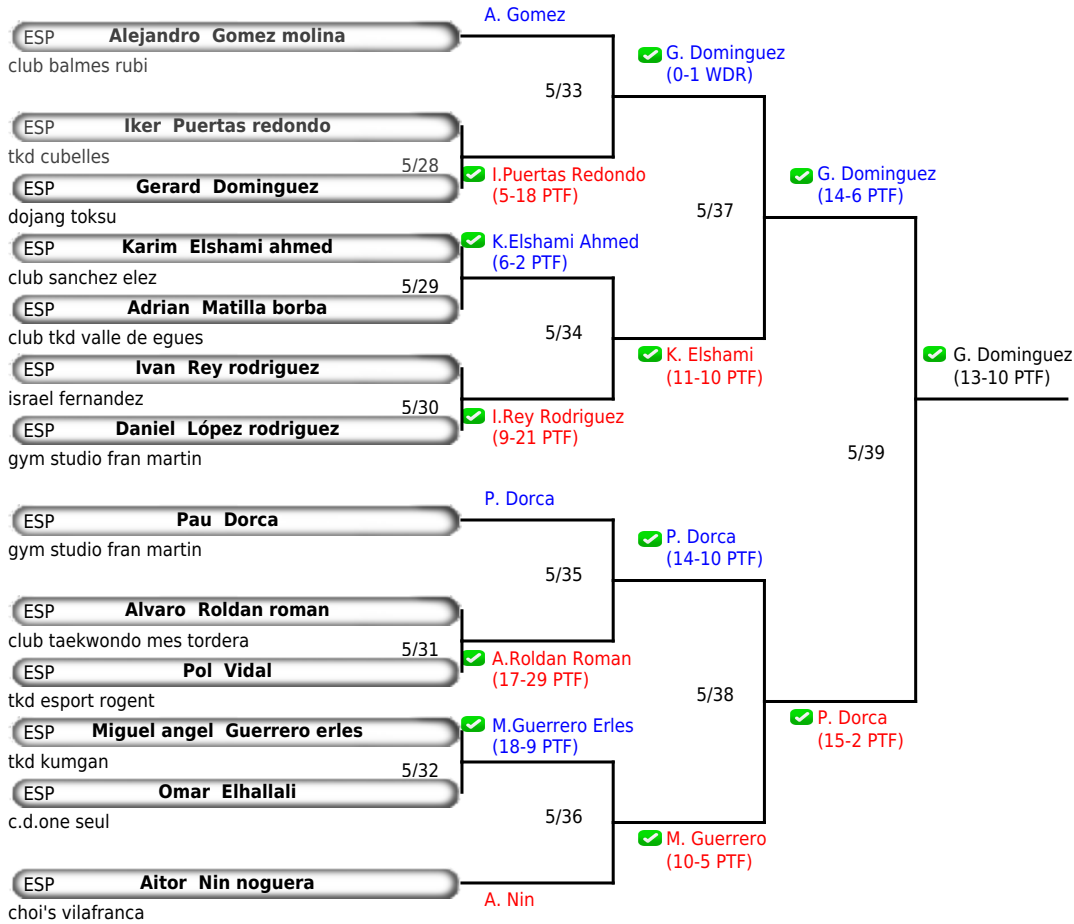 A. Gomez
ESP Alejandro Gomez molina
club balmes rubi
G. Dominguez
(0-1 WDR)
5/33
ESP Iker Puertas redondo
tkd cubelles
5/28
I.Puertas Redondo
(5-18 PTF)
ESP Gerard Dominguez
dojang toksu
G. Dominguez
(14-6 PTF)
5/37
ESP Karim Elshami ahmed
club sanchez elez
K.Elshami Ahmed
(6-2 PTF)
5/29
ESP Adrian Matilla borba
club tkd valle de egues
5/34
ESP Ivan Rey rodriguez
israel fernandez
K. Elshami
(11-10 PTF)
G. Dominguez
(13-10 PTF)
5/30
I.Rey Rodriguez
(9-21 PTF)
ESP Daniel López rodriguez
gym studio fran martin
5/39
P. Dorca
ESP Pau Dorca
gym studio fran martin
P. Dorca
(14-10 PTF)
5/35
ESP Alvaro Roldan roman
club taekwondo mes tordera
5/31
A.Roldan Roman
(17-29 PTF)
ESP Pol Vidal
tkd esport rogent
5/38
P. Dorca
(15-2 PTF)
ESP Miguel angel Guerrero erles
tkd kumgan
M.Guerrero Erles
(18-9 PTF)
5/32
ESP Omar Elhallali
c.d.one seul
5/36
M. Guerrero
(10-5 PTF)
ESP Aitor Nin noguera
choi's vilafranca
A. Nin